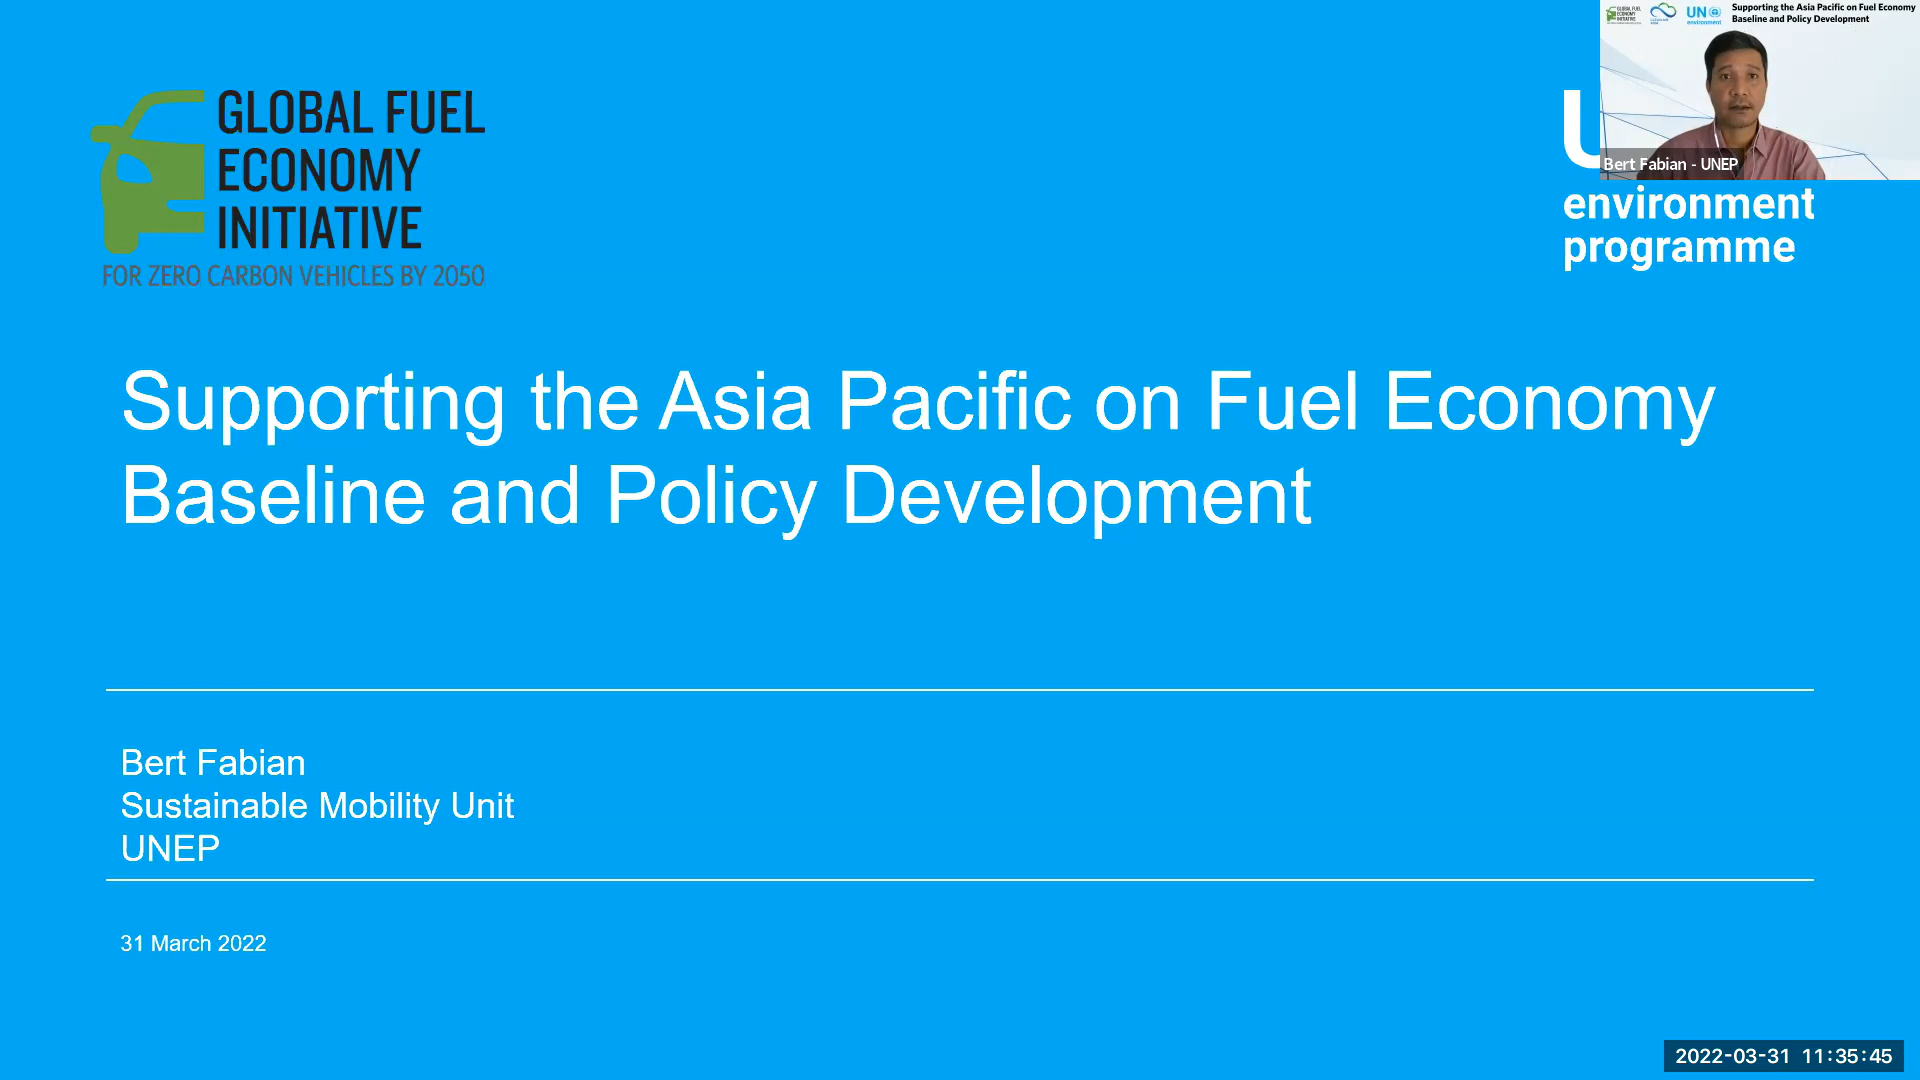 GLOBAL FUEL
ECONOMY
INITIATIVE
FOR ZERO CARBON VEHICLES BY 2050
UN
environment
Supporting the Asia Pacific on Fuel Economy
Baseline and Policy Development
Bert Fabian - UNEP
environment
programme
Supporting the Asia Pacific on Fuel Economy
Baseline and Policy Development
Bert Fabian
Sustainable Mobility Unit
UNEP
31 March 2022
2022-03-31 11:35:45